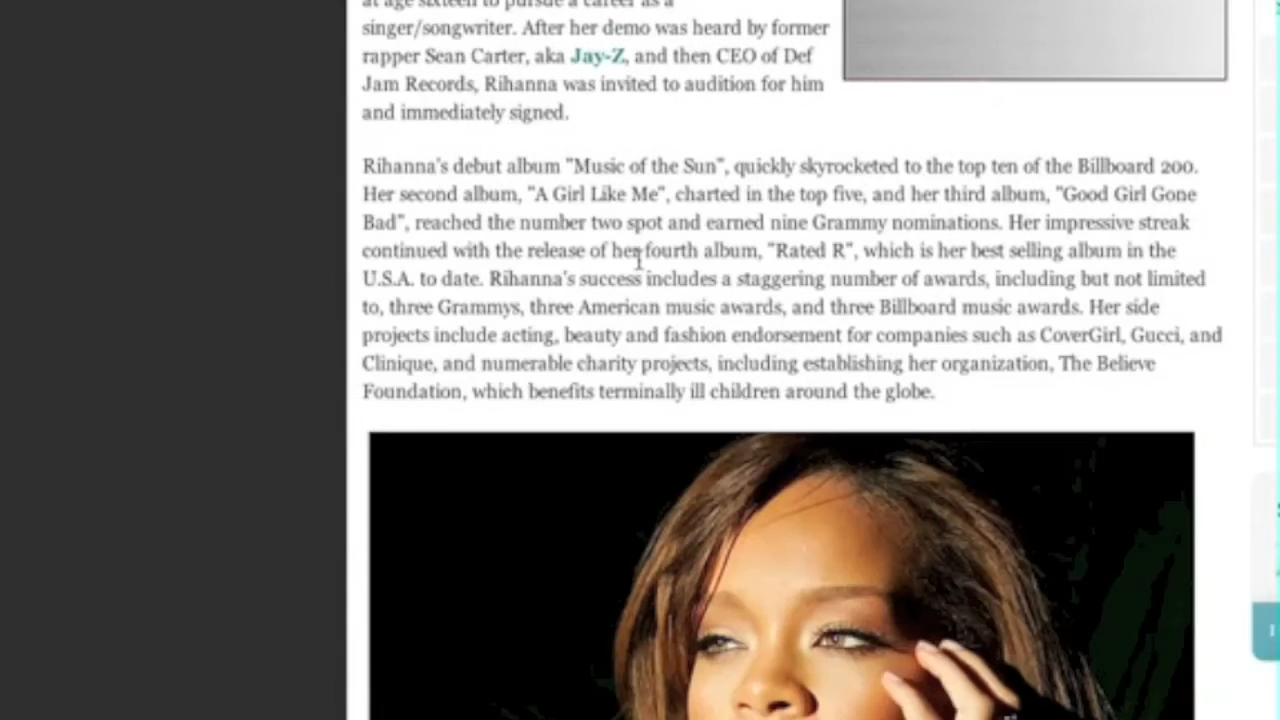 at age sixteen to pursue a career as a
singer/songwriter. After her demo was heard by former
rapper Sean Carter, aka Jay-Z, and then CEO of Def
Jam Records, Rihanna was invited to audition for him
and immediately signed.
Rihanna's debut album "Music of the Sun", quickly skyrocketed to the top ten of the Billboard 200.
Her second album, "A Girl Like Me", charted in the top five, and her third album, "Good Girl Gone
Bad", reached the number two spot and earned nine Grammy nominations. Her impressive streak
continued with the release of her fourth album, "Rated R", which is her best selling album in the
U.S.A. to date. Rihanna's success includes a staggering number of awards, including but not limited
to, three Grammys, three American music awards, and three Billboard music awards. Her side
projects include acting, beauty and fashion endorsement for companies such as CoverGirl, Gucci, and
Clinique, and numerable charity projects, including establishing her organization, The Believe
Foundation, which benefits terminally ill children around the globe.